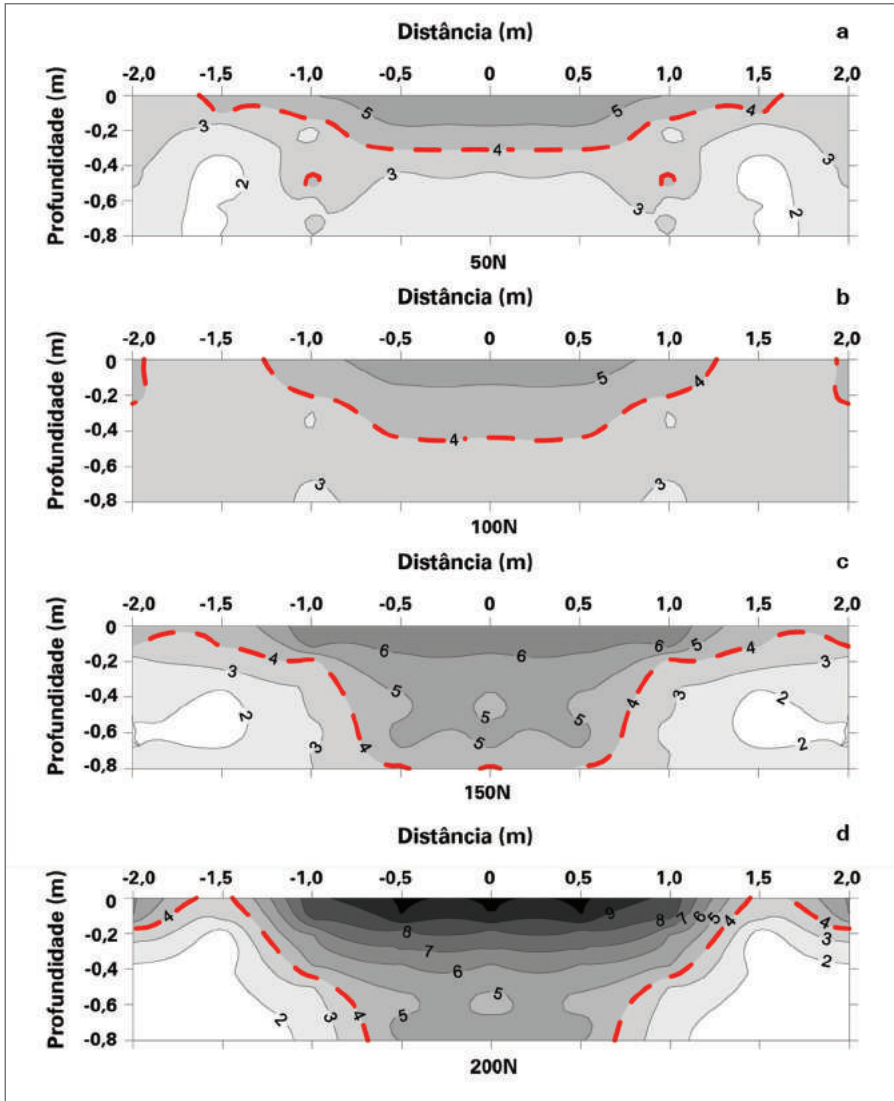 Distância (m) a
-2,0 -1,5 -1,0 -0,5 0 0,5 1,0 1,5 2,0
Profundidade (m)
0
-0,2
-0,4
-0,6
-0,8
5 5
3 4 4 3
3 3
2 2
50N
Distância (m) b
-2,0 -1,5 -1,0 -0,5 0 0,5 1,0 1,5 2,0
Profundidade (m)
0
-0,2
-0,4
-0,6
-0,8
5 4
4
3 3
100N
Distância (m) c
-2,0 -1,5 -1,0 -0,5 0 0,5 1,0 1,5 2,0
Profundidade (m)
0
-0,2
-0,4
-0,6
-0,8
6 6 6 5 4
4 3 3
5 5 5 4 3 2
2 3 4 5 2
150N
Distância (m) d
-2,0 -1,5 -1,0 -0,5 0 0,5 1,0 1,5 2,0
Profundidade (m)
0
-0,2
-0,4
-0,6
-0,8
4 9 8 7 6 5 4 4
8 3
7 2
6
5 5
2 3 4
200N